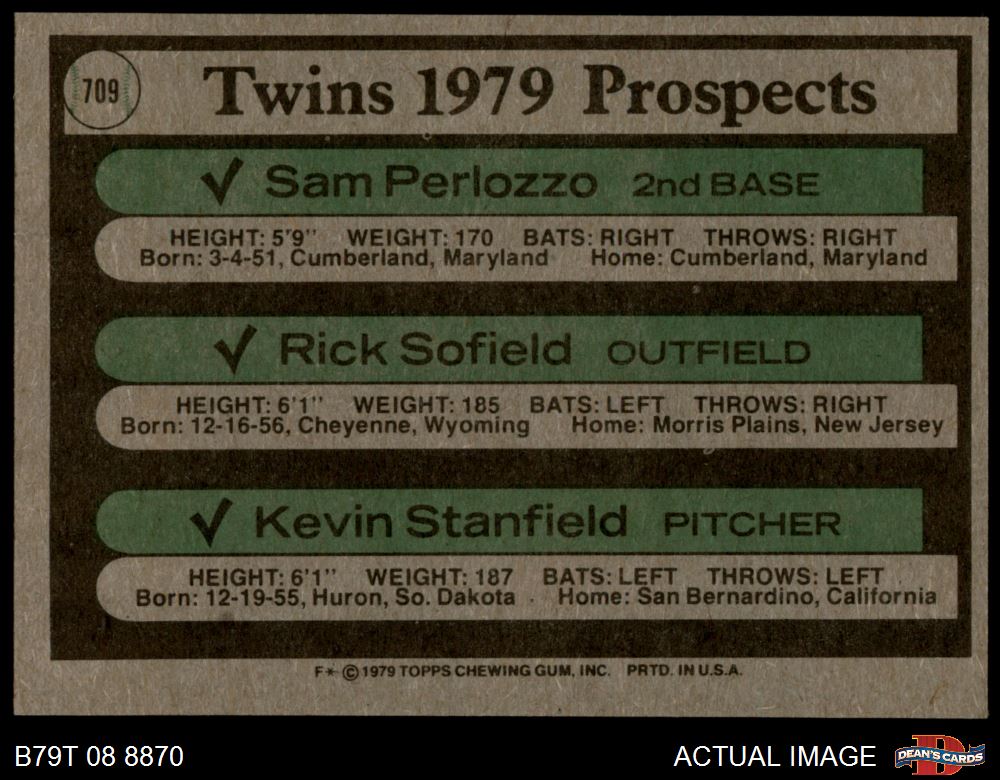 709
Twins 1979 Prospects
✓ Sam Perlozzo 2nd BASE
HEIGHT: 5'9" WEIGHT: 170 BATS: RIGHT THROWS: RIGHT
Born: 3-4-51, Cumberland, Maryland Home: Cumberland, Maryland
✓ Rick Sofield OUTFIELD
HEIGHT: 6'1" WEIGHT: 185 BATS: LEFT THROWS: RIGHT
Born: 12-16-56, Cheyenne, Wyoming Home: Morris Plains, New Jersey
✓ Kevin Stanfield PITCHER
HEIGHT: 6'1" WEIGHT: 187 BATS: LEFT THROWS: LEFT
Born: 12-19-55, Huron, So. Dakota Home: San Bernardino, California
F* © 1979 TOPPS CHEWING GUM, INC. PRTD. IN U.S.A.
B79T 08 8870 ACTUAL IMAGE
D
DEAN'S CARDS